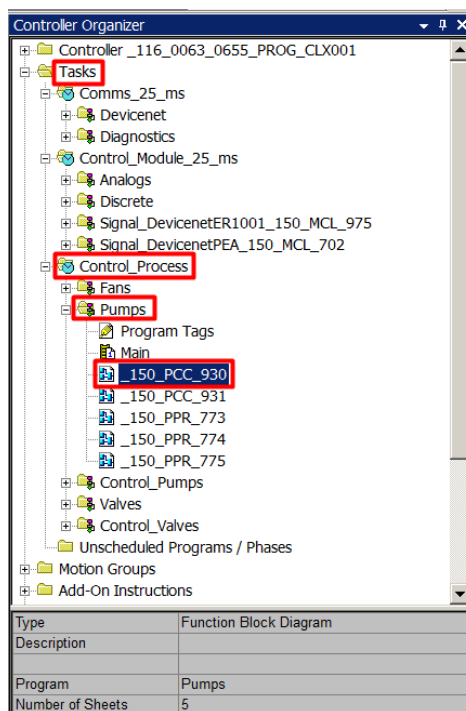 Controller Organizer
Controller _116_0063_0655_PROG_CLX001
Tasks
Comms_25_ms
Devicenet
Diagnostics
Control_Module_25_ms
Analogs
Discrete
Signal_DevicenetER1001_150_MCL_975
Signal_DevicenetPEA_150_MCL_702
Control_Process
Fans
Pumps
Program Tags
Main
_150_PCC_930
_150_PCC_931
_150_PPR_773
_150_PPR_774
_150_PPR_775
Control_Pumps
Valves
Control_Valves
Unscheduled Programs / Phases
Motion Groups
Add-On Instructions
Type Function Block Diagram
Description
Program Pumps
Number of Sheets 5